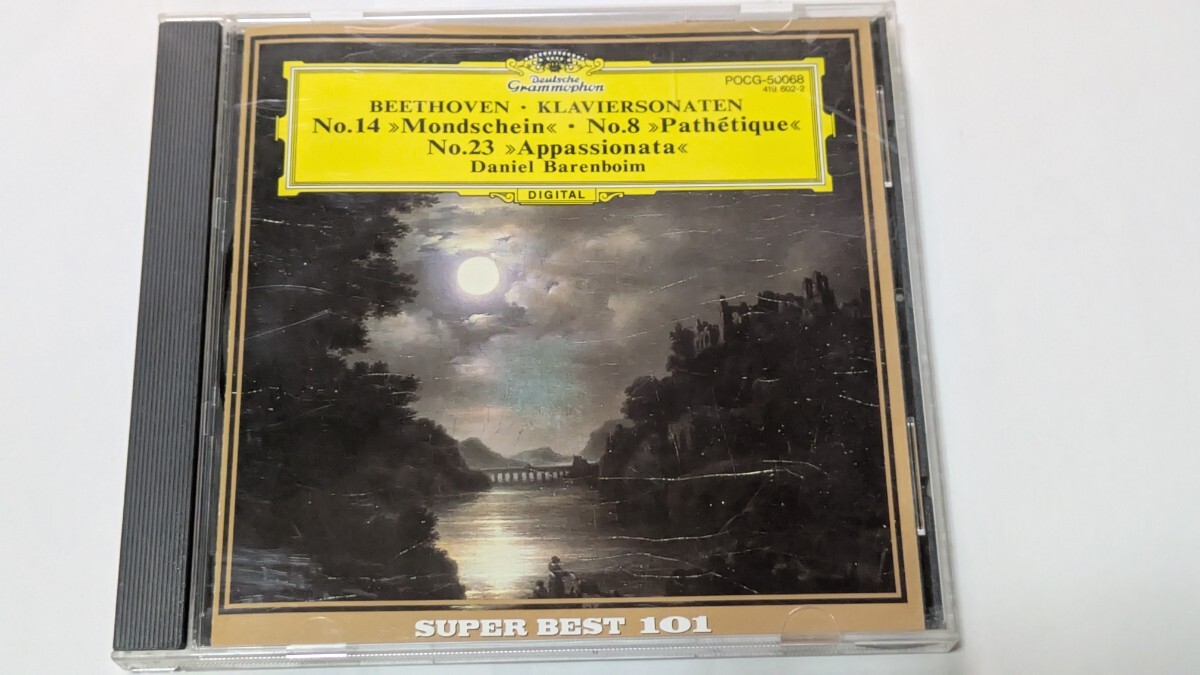 Deutsche
Grammophon
POCG-50068
419 602-2
BEETHOVEN · KLAVIERSONATEN
No.14 »Mondschein« · No.8 »Pathétique«
No.23 »Appassionata«
Daniel Barenboim
DIGITAL
SUPER BEST 101